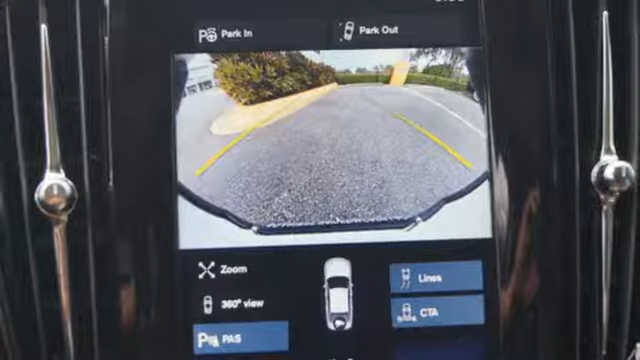 Park In
Park Out
Zoom
360° view
PAS
Lines
CTA